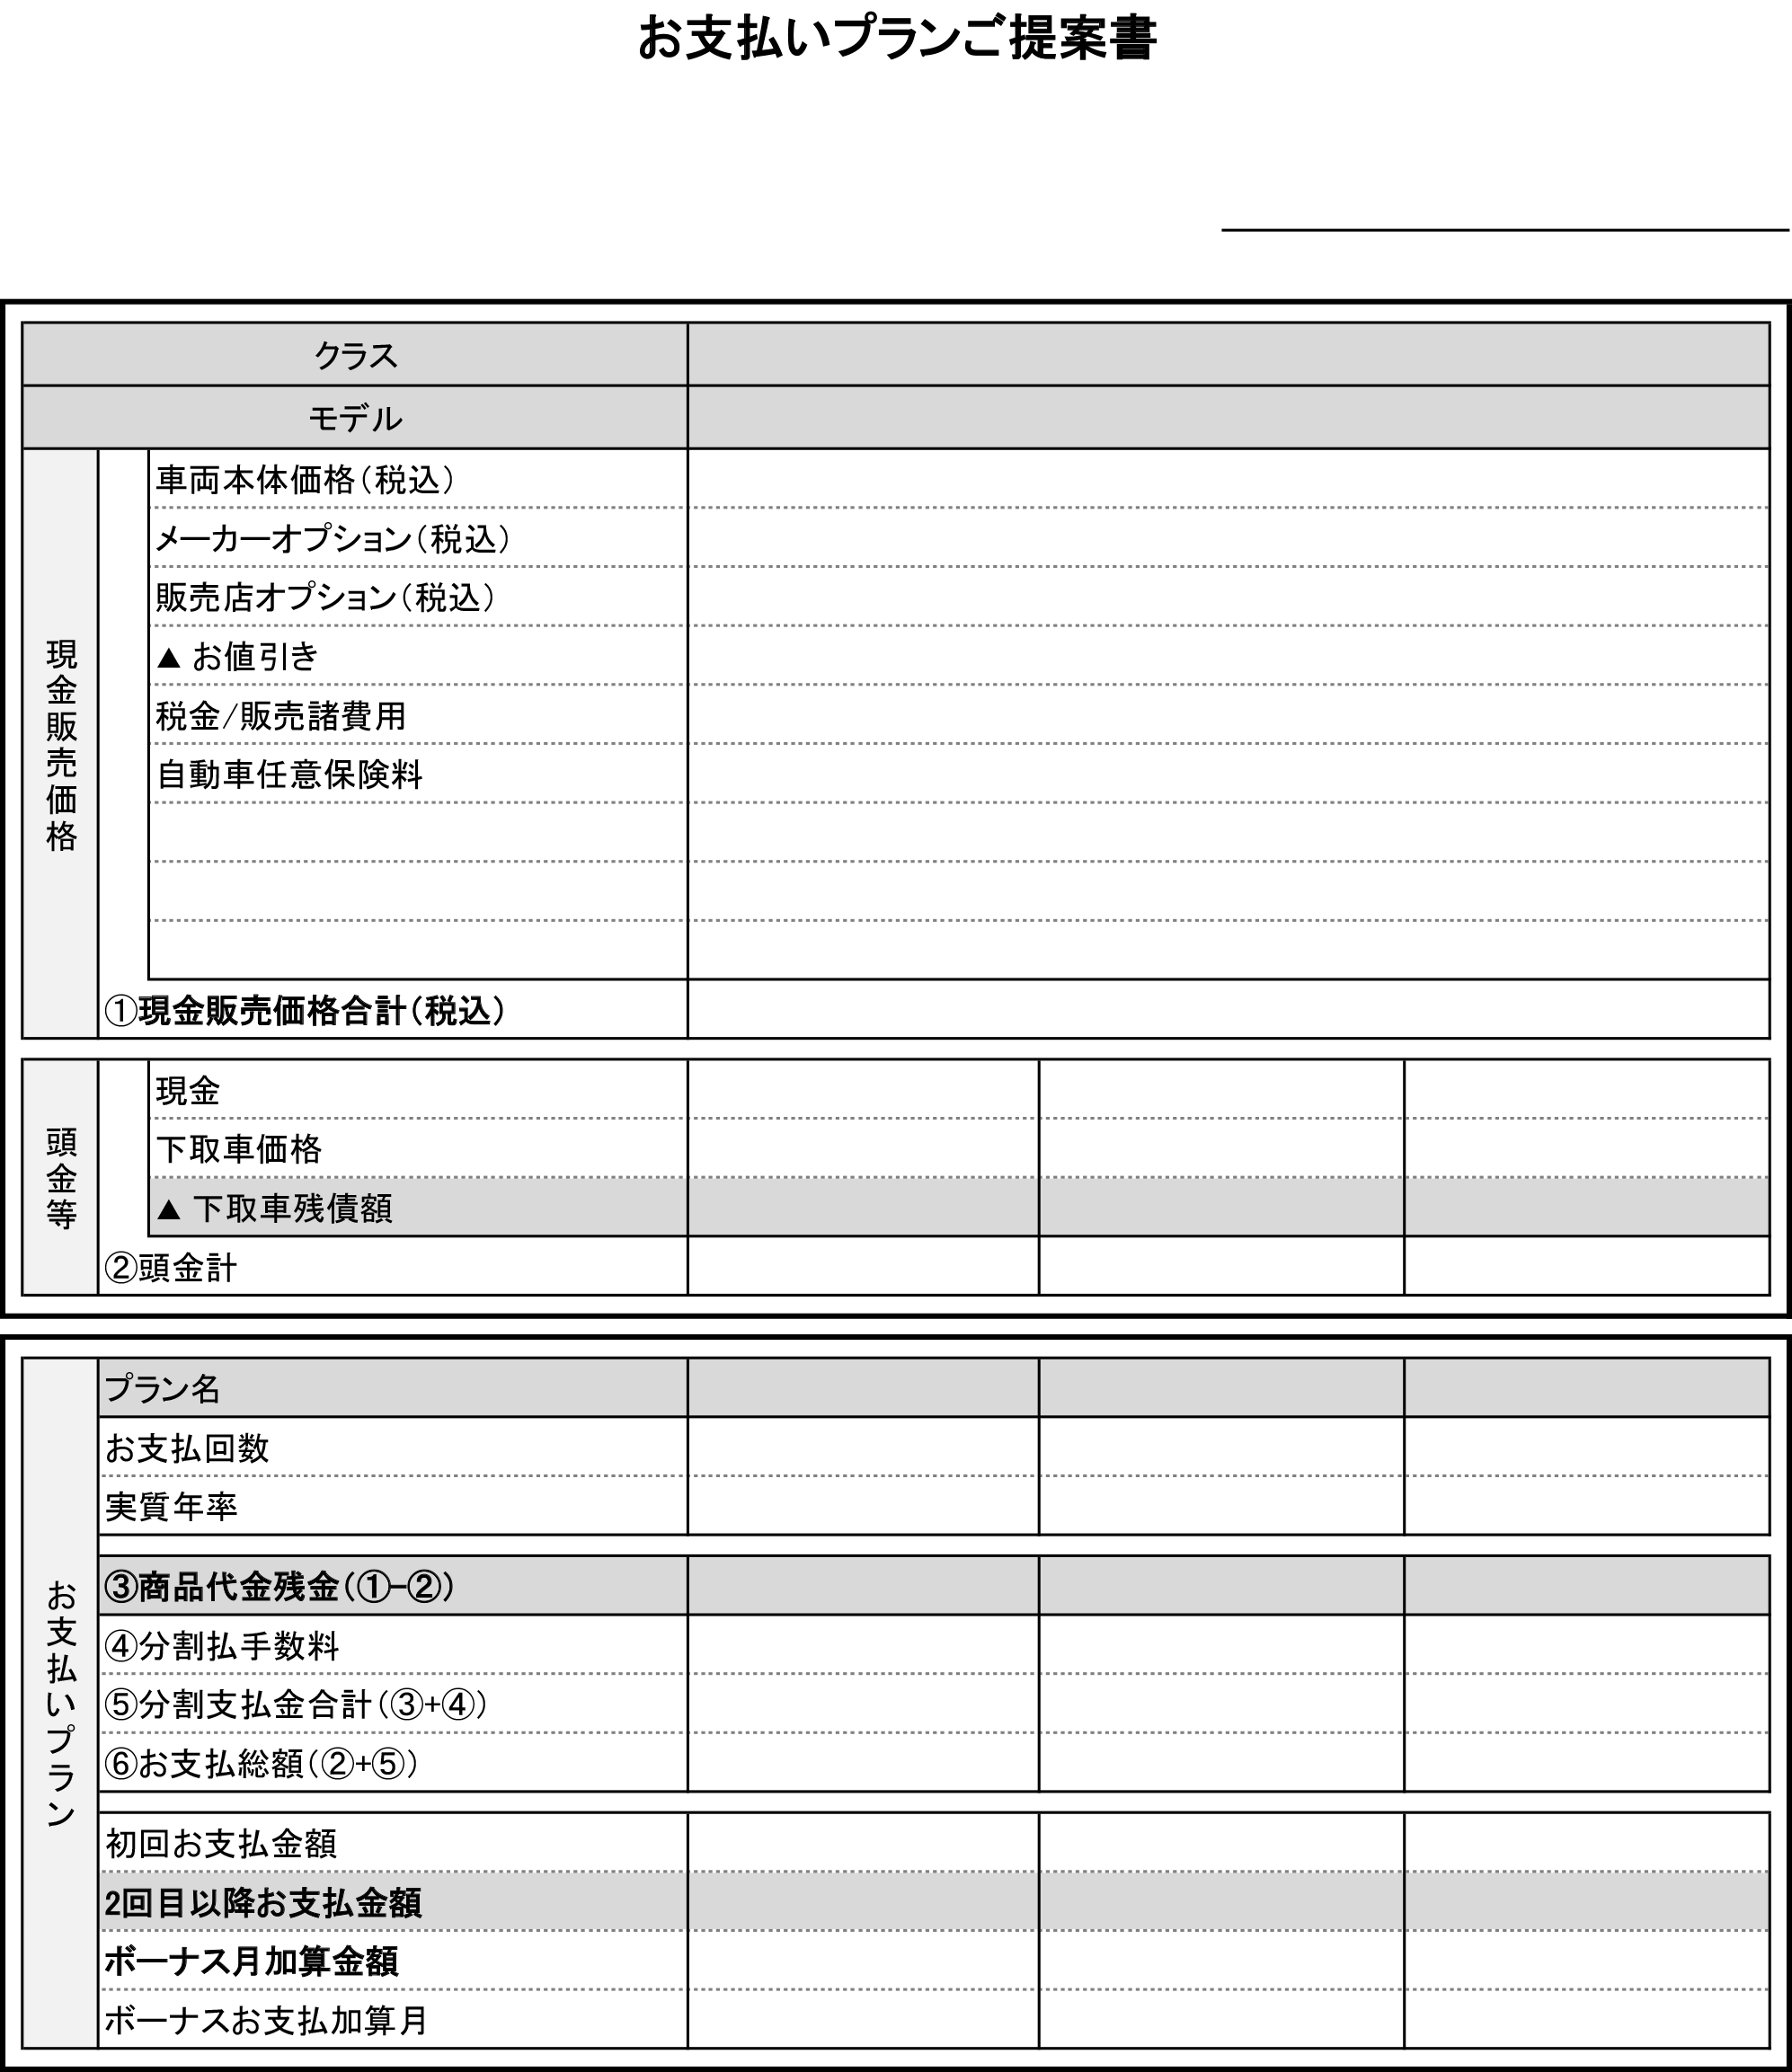 お支払いプランご提案書
クラス
モデル
現金販売価格
車両本体価格（税込）
メーカーオプション（税込）
販売店オプション（税込）
▲ お値引き
税金/販売諸費用
自動車任意保険料
①現金販売価格合計（税込）
頭金等
現金
下取車価格
▲ 下取車残債額
②頭金計
お支払いプラン
プラン名
お支払回数
実質年率
③商品代金残金（①−②）
④分割払手数料
⑤分割支払金合計（③+④）
⑥お支払総額（②+⑤）
初回お支払金額
2回目以降お支払金額
ボーナス月加算金額
ボーナスお支払加算月